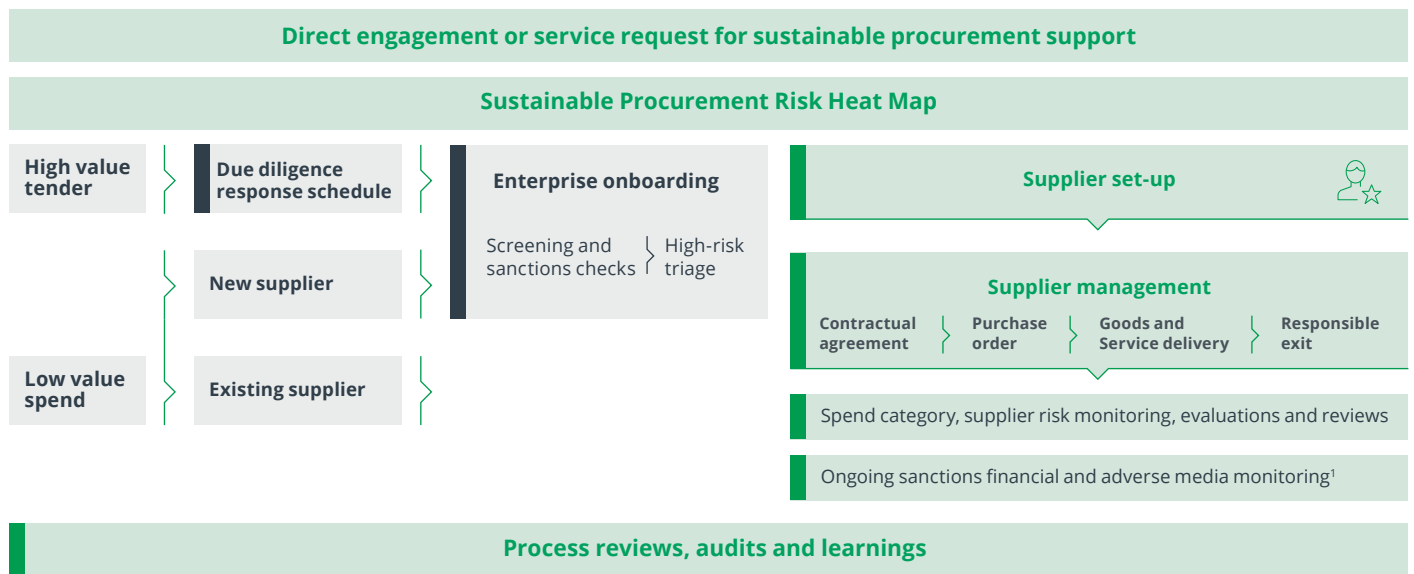 Direct engagement or service request for sustainable procurement support
Sustainable Procurement Risk Heat Map
High value
tender
Due diligence
response schedule
Enterprise onboarding
Screening and
sanctions checks
High-risk
triage
New supplier
Low value
spend
Existing supplier
Supplier set-up
Supplier management
Contractual
agreement
Purchase
order
Goods and
Service delivery
Responsible
exit
Spend category, supplier risk monitoring, evaluations and reviews
Ongoing sanctions financial and adverse media monitoring¹
Process reviews, audits and learnings